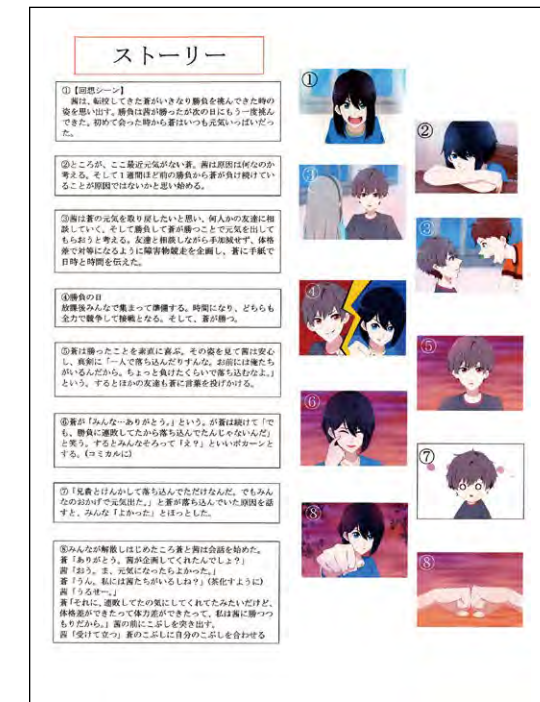 ストーリー
①【回想シーン】
茜は、転校してきた蒼がいきなり勝負を挑んできた時の
姿を思い出す。勝負は茜が勝ったが次の日にもう一度挑ん
できた。初めて会った時から蒼はいつも元気いっぱいだっ
た。
②ところが、ここ最近元気がない蒼。茜は原因は何なのか
考える。そして１週間ほど前の勝負から蒼が負け続けてい
ることが原因ではないかと思い始める。
③茜は蒼の元気を取り戻したいと思い、何人かの友達に相
談していく。そして勝負して蒼が勝つことで元気を出して
もらおうと考える。友達と相談しながら手加減せず、体格
差で対等になるように障害物競走を企画し、蒼に手紙で
日時と時間を伝えた。
④勝負の日
放課後みんなで集まって準備する。時間になり、どちらも
全力で競争して接戦となる。そして、蒼が勝つ。
⑤蒼は勝ったことを素直に喜ぶ。その姿を見て茜は安心
し、真剣に「一人で落ち込んだりすんな。お前には俺たち
がいるんだから。ちょっと負けたくらいで落ち込むなよ。」
という。するとほかの友達も蒼に言葉を投げかける。
⑥蒼が「みんな…ありがとう。」という。が蒼は続けて「で
も、勝負に連敗してたから落ち込んでたんじゃないんだ」
と笑う。するとみんなそろって「え？」といいポカーンと
する。(コミカルに)
⑦「兄貴とけんかして落ち込んでただけなんだ。でもみん
なのおかげで元気出た。」と蒼が落ち込んでいた原因を話
すと、みんな「よかった」とほっとした。
⑧みんなが解散しはじめたころ蒼と茜は会話を始めた。
蒼「ありがとう。茜が企画してくれたんでしょ？」
茜「おう。ま、元気になったらよかった。」
蒼「うん。私には茜たちがいるしね？」(茶化すように)
茜「うるせー。」
蒼「それに、連敗してたの気にしてくれてたみたいだけど、
体格差ができたって体力差ができたって、私は茜に勝つつ
もりだから。」茜の前にこぶしを突き出す。
茜「受けて立つ」蒼のこぶしに自分のこぶしを合わせる
①
②
③
③
④
⑤
⑥
⑦
⑧
⑧